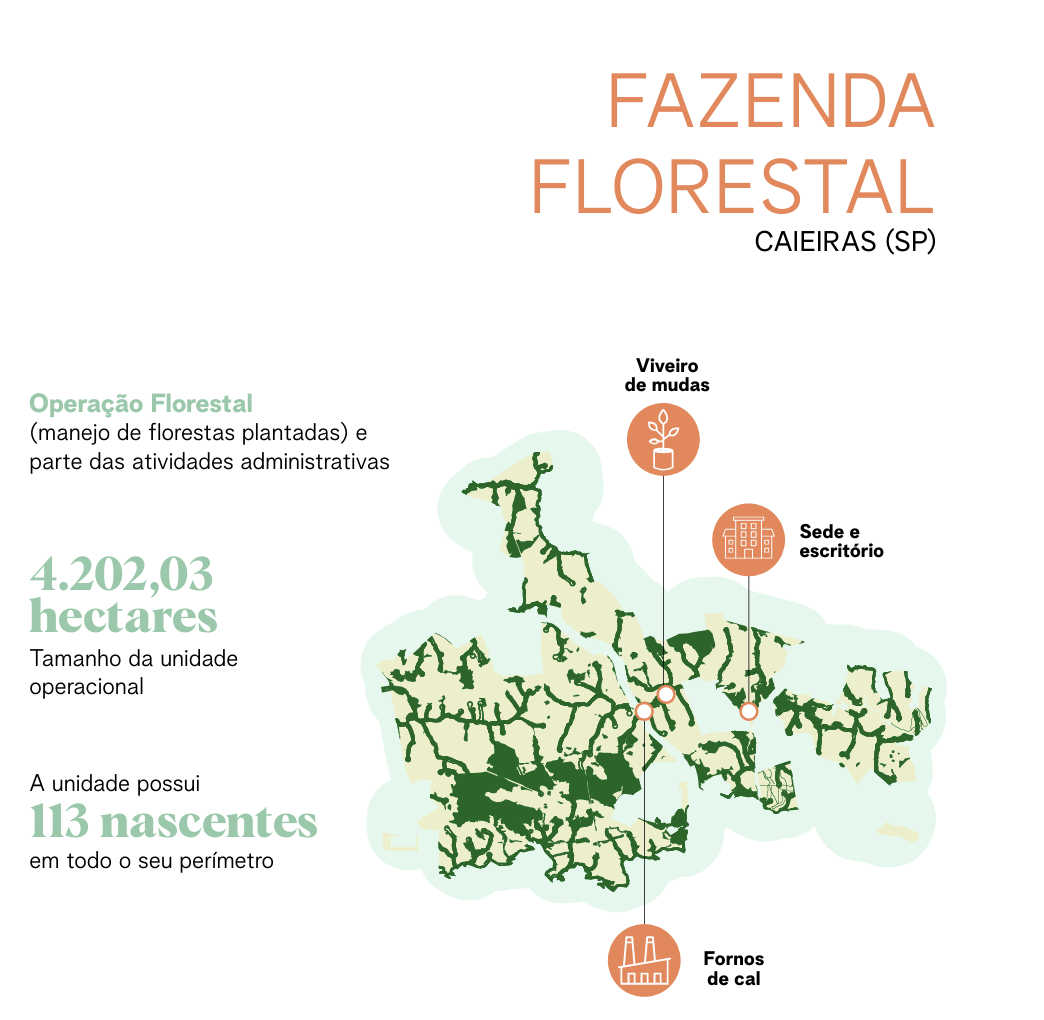 FAZENDA
FLORESTAL
CAIEIRAS (SP)
Viveiro
de mudas
Operação Florestal
(manejo de florestas plantadas) e
parte das atividades administrativas
Sede e
escritório
4.202,03
hectares
Tamanho da unidade
operacional
A unidade possui
113 nascentes
em todo o seu perímetro
Fornos
de cal